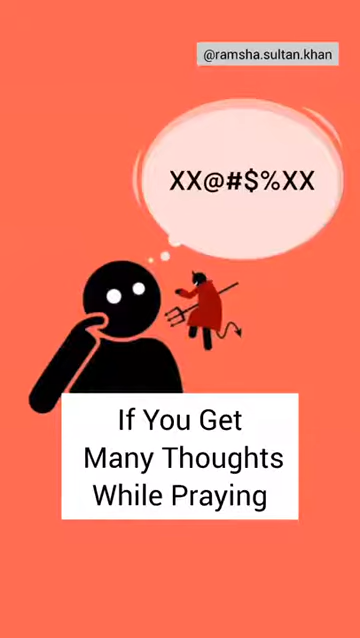 @ramsha.sultan.khan
XX@#$%XX
If You Get
Many Thoughts
While Praying